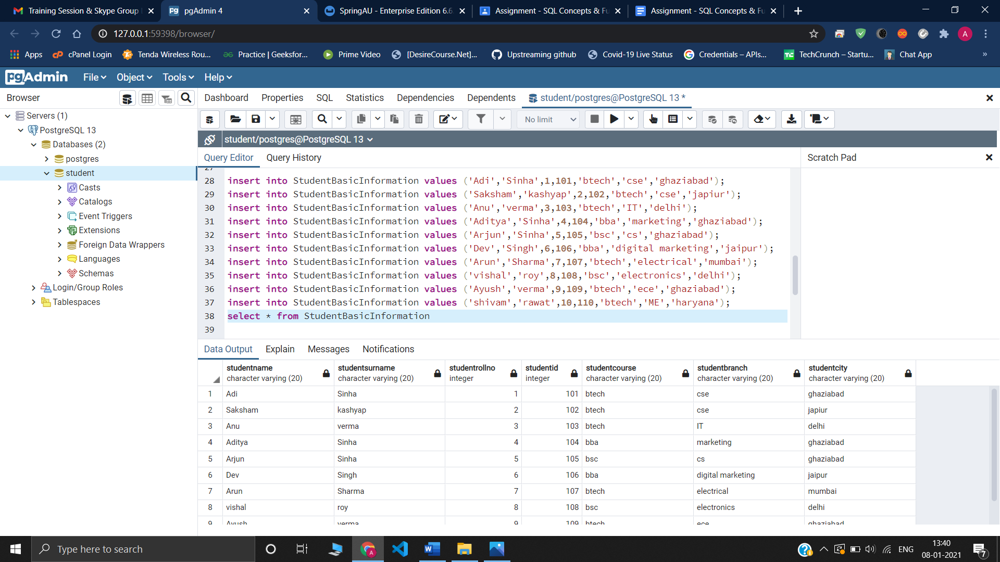 Training Session & Skype Group
pgAdmin 4
SpringAU - Enterprise Edition 6.6.
Assignment - SQL Concepts & Fu
Assignment - SQL Concepts & Fu
127.0.0.1:59398/browser/
A
Apps
cPanel Login
Tenda Wireless Rou...
Practice | Geeksfor...
Prime Video
[DesireCourse.Net]...
Upstreaming github
Covid-19 Live Status
Credentials – APIs...
TechCrunch – Startu...
Chat App
»
pgAdmin
File
Object
Tools
Help
Browser
Dashboard
Properties
SQL
Statistics
Dependencies
Dependents
student/postgres@PostgreSQL 13 *
Servers (1)
PostgreSQL 13
Databases (2)
postgres
student
Casts
Catalogs
Event Triggers
Extensions
Foreign Data Wrappers
Languages
Schemas
Login/Group Roles
Tablespaces
No limit
student/postgres@PostgreSQL 13
Query Editor
Query History
Scratch Pad
27
28 insert into StudentBasicInformation values ('Adi','Sinha',1,101,'btech','cse','ghaziabad');
29 insert into StudentBasicInformation values ('Saksham','kashyap',2,102,'btech','cse','japiur');
30 insert into StudentBasicInformation values ('Anu','verma',3,103,'btech','IT','delhi');
31 insert into StudentBasicInformation values ('Aditya','Sinha',4,104,'bba','marketing','ghaziabad');
32 insert into StudentBasicInformation values ('Arjun','Sinha',5,105,'bsc','cs','ghaziabad');
33 insert into StudentBasicInformation values ('Dev','Singh',6,106,'bba','digital marketing','jaipur');
34 insert into StudentBasicInformation values ('Arun','Sharma',7,107,'btech','electrical','mumbai');
35 insert into StudentBasicInformation values ('vishal','roy',8,108,'bsc','electronics','delhi');
36 insert into StudentBasicInformation values ('Ayush','verma',9,109,'btech','ece','ghaziabad');
37 insert into StudentBasicInformation values ('shivam','rawat',10,110,'btech','ME','haryana');
38 select * from StudentBasicInformation
39
Data Output
Explain
Messages
Notifications
studentname studentsurname studentrollno studentid studentcourse studentbranch studentcity
character varying (20) character varying (20) integer integer character varying (20) character varying (20) character varying (20)
1 Adi Sinha 1 101 btech cse ghaziabad
2 Saksham kashyap 2 102 btech cse japiur
3 Anu verma 3 103 btech IT delhi
4 Aditya Sinha 4 104 bba marketing ghaziabad
5 Arjun Sinha 5 105 bsc cs ghaziabad
6 Dev Singh 6 106 bba digital marketing jaipur
7 Arun Sharma 7 107 btech electrical mumbai
8 vishal roy 8 108 bsc electronics delhi
9 Ayush verma 9 109 btech ece ghaziabad
Type here to search
ENG
13:40
08-01-2021
7